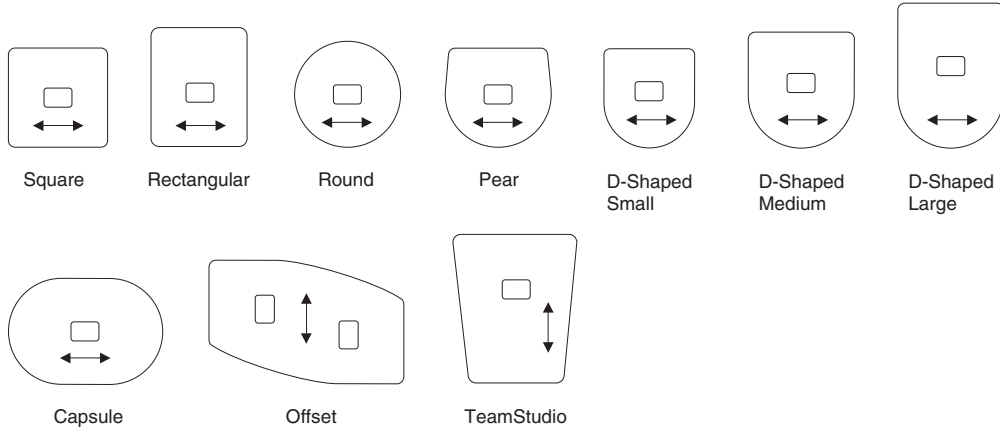 Square
Rectangular
Round
Pear
D-Shaped
Small
D-Shaped
Medium
D-Shaped
Large
Capsule
Offset
TeamStudio